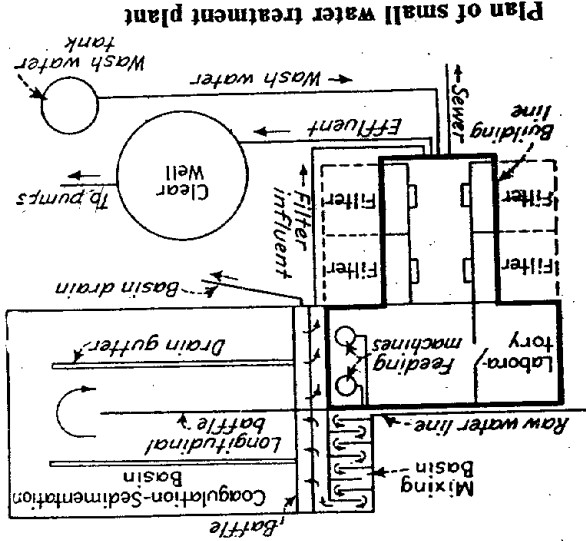 Baffle
Coagulation-Sedimentation
Basin
Mixing
Basin
Longitudinal
baffle
Raw water line
Drain gutter
Feeding
machines
Labora-
tory
Basin drain
Filter
influent
Filter
Filter
Filter
Filter
To pumps
Clear
Well
Effluent
Sewer
Building
line
Wash water
Wash water
tank
Plan of small water treatment plant